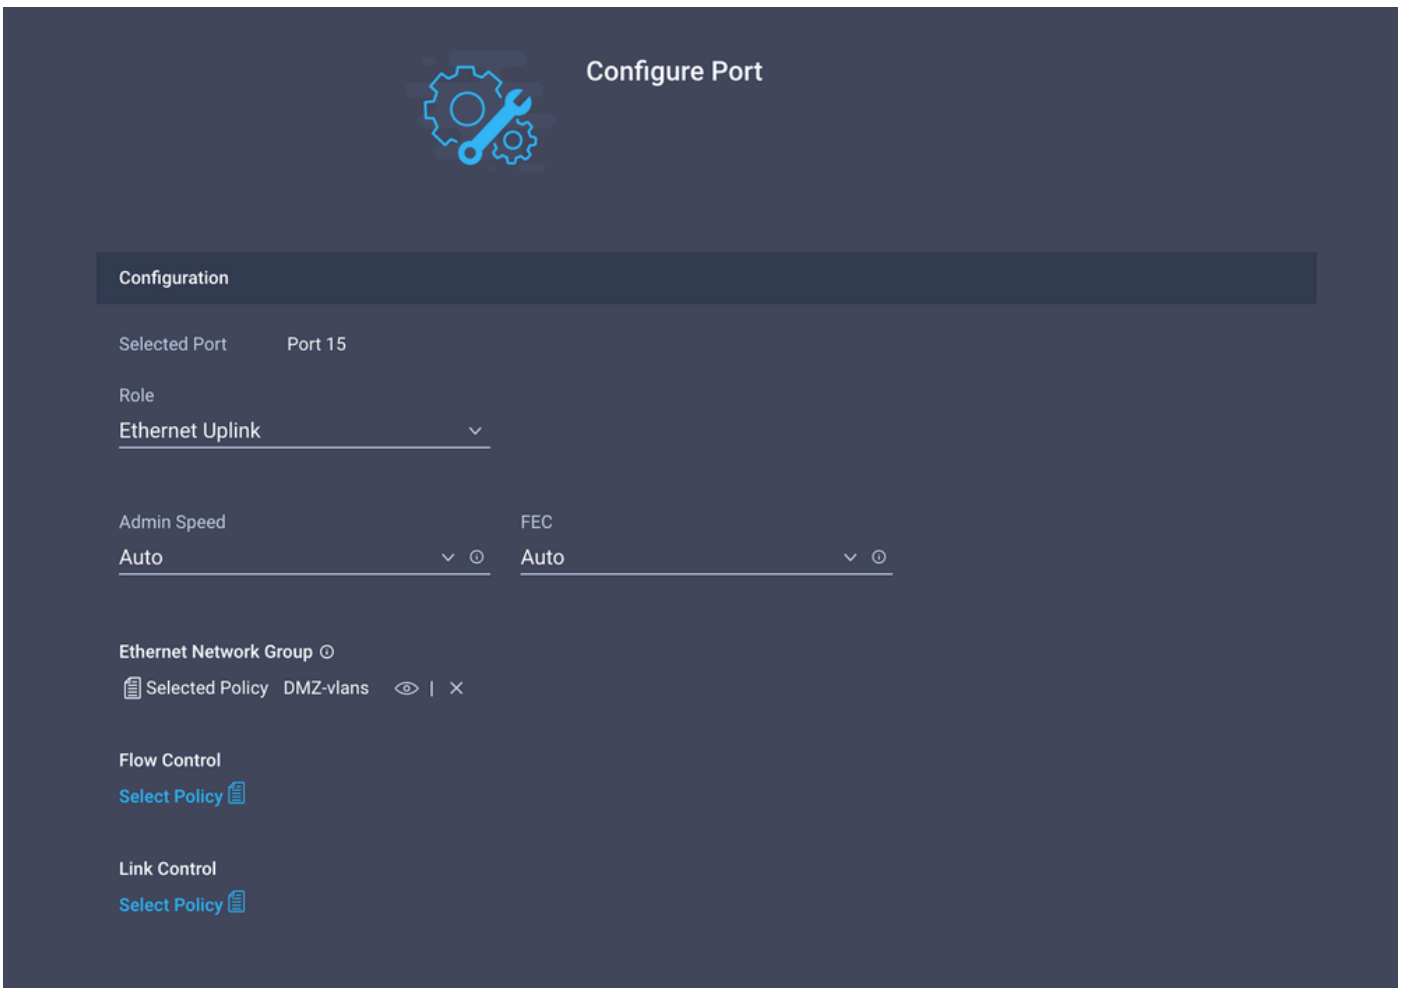 Configure Port
Configuration
Selected Port Port 15
Role
Ethernet Uplink
Admin Speed FEC
Auto Auto
Ethernet Network Group
Selected Policy DMZ-vlans |
Flow Control
Select Policy
Link Control
Select Policy